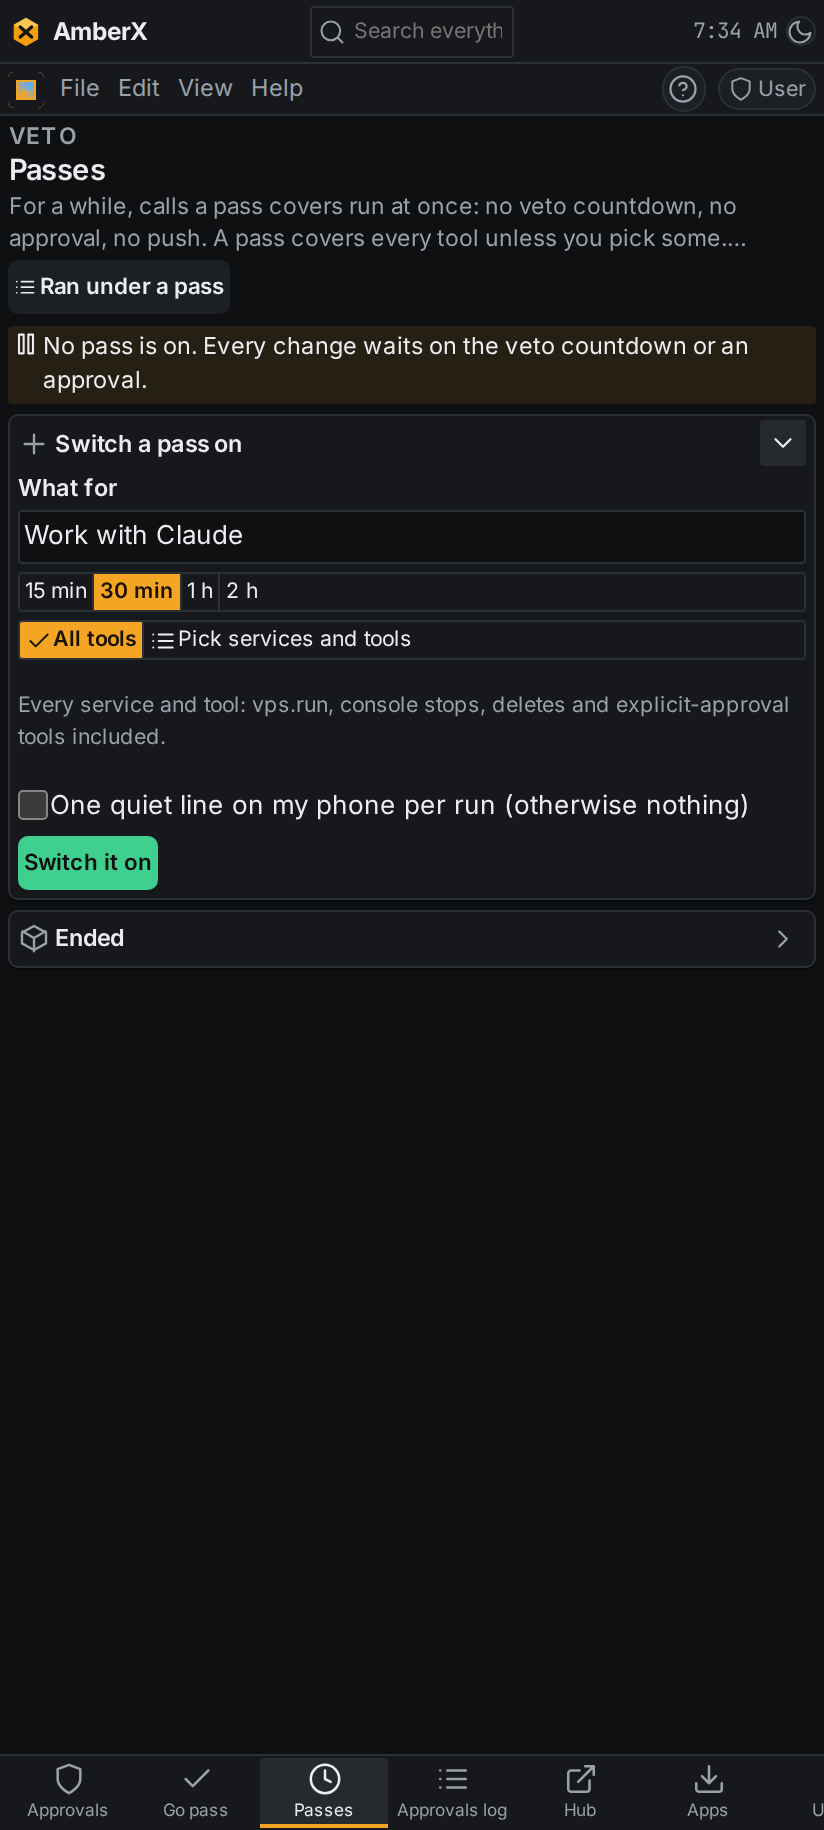 AmberX
Search everyth
7:34 AM
File Edit View Help
User
VETO
Passes
For a while, calls a pass covers run at once: no veto countdown, no
approval, no push. A pass covers every tool unless you pick some....
Ran under a pass
No pass is on. Every change waits on the veto countdown or an
approval.
Switch a pass on
What for
Work with Claude
15 min 30 min 1 h 2 h
All tools Pick services and tools
Every service and tool: vps.run, console stops, deletes and explicit-approval
tools included.
One quiet line on my phone per run (otherwise nothing)
Switch it on
Ended
Approvals Go pass Passes Approvals log Hub Apps U